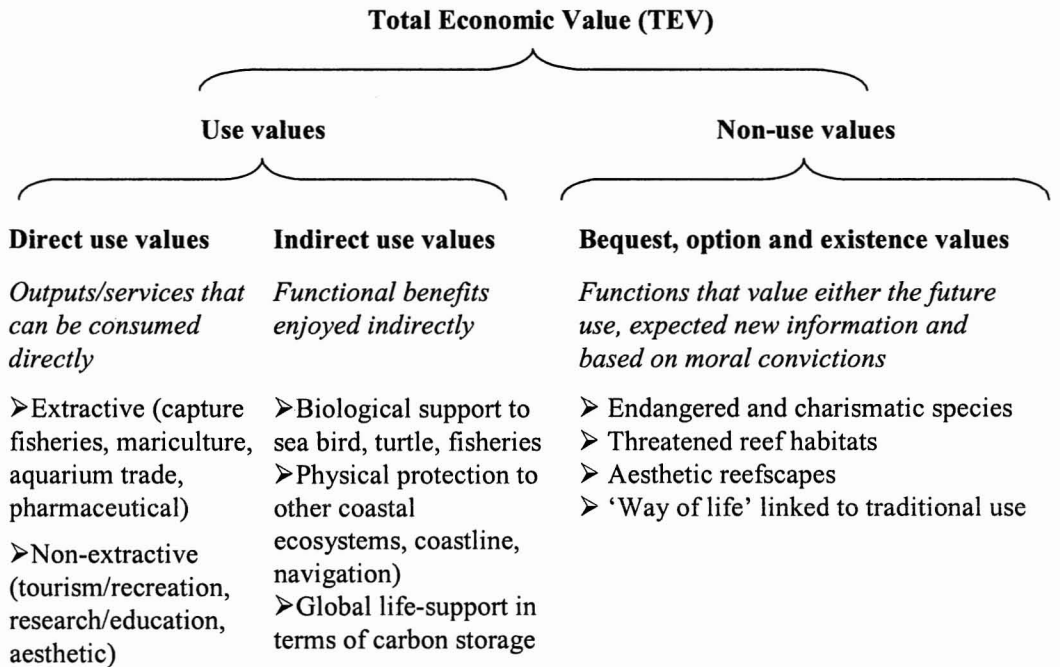 Total Economic Value (TEV)
Use values
Non-use values
Direct use values
Outputs/services that
can be consumed
directly
➢Extractive (capture
fisheries, mariculture,
aquarium trade,
pharmaceutical)
➢Non-extractive
(tourism/recreation,
research/education,
aesthetic)
Indirect use values
Functional benefits
enjoyed indirectly
➢Biological support to
sea bird, turtle, fisheries
➢Physical protection to
other coastal
ecosystems, coastline,
navigation)
➢Global life-support in
terms of carbon storage
Bequest, option and existence values
Functions that value either the future
use, expected new information and
based on moral convictions
➢ Endangered and charismatic species
➢ Threatened reef habitats
➢ Aesthetic reefscapes
➢ ‘Way of life’ linked to traditional use